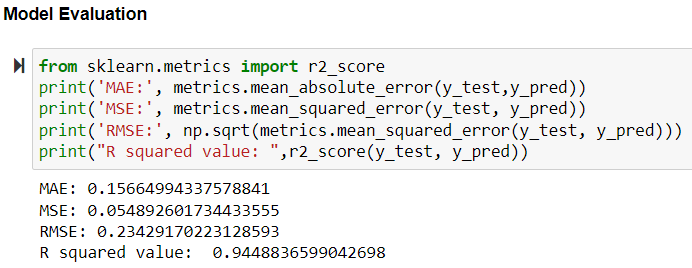 Model Evaluation
from sklearn.metrics import r2_score
print('MAE:', metrics.mean_absolute_error(y_test,y_pred))
print('MSE:', metrics.mean_squared_error(y_test, y_pred))
print('RMSE:', np.sqrt(metrics.mean_squared_error(y_test, y_pred)))
print("R squared value: ",r2_score(y_test, y_pred))
MAE: 0.15664994337578841
MSE: 0.054892601734433555
RMSE: 0.23429170223128593
R squared value:  0.9448836599042698